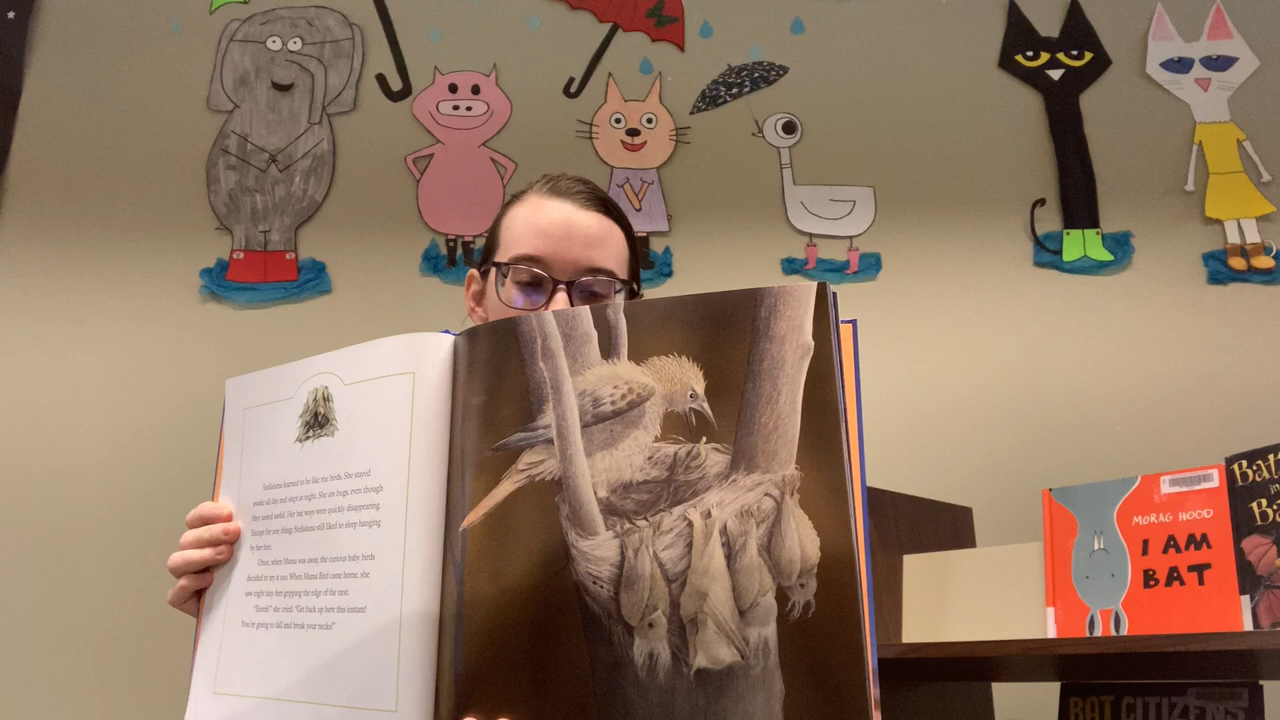 Stellaluna learned to be like the birds. She stayed
awake all day and slept at night. She ate bugs, even though
they tasted awful. Her bat ways were quickly disappearing.
Except for one thing: Stellaluna still liked to sleep hanging
by her feet.
Once, when Mama was away, the curious baby birds
decided to try it too. When Mama Bird came home, she
saw eight tiny feet gripping the edge of the nest.
"Eeeek!" she cried. "Get back up here this instant!
You're going to fall and break your necks!"
MORAG HOOD
I AM
BAT
Bat
in
Ba
BAT CITIZENS